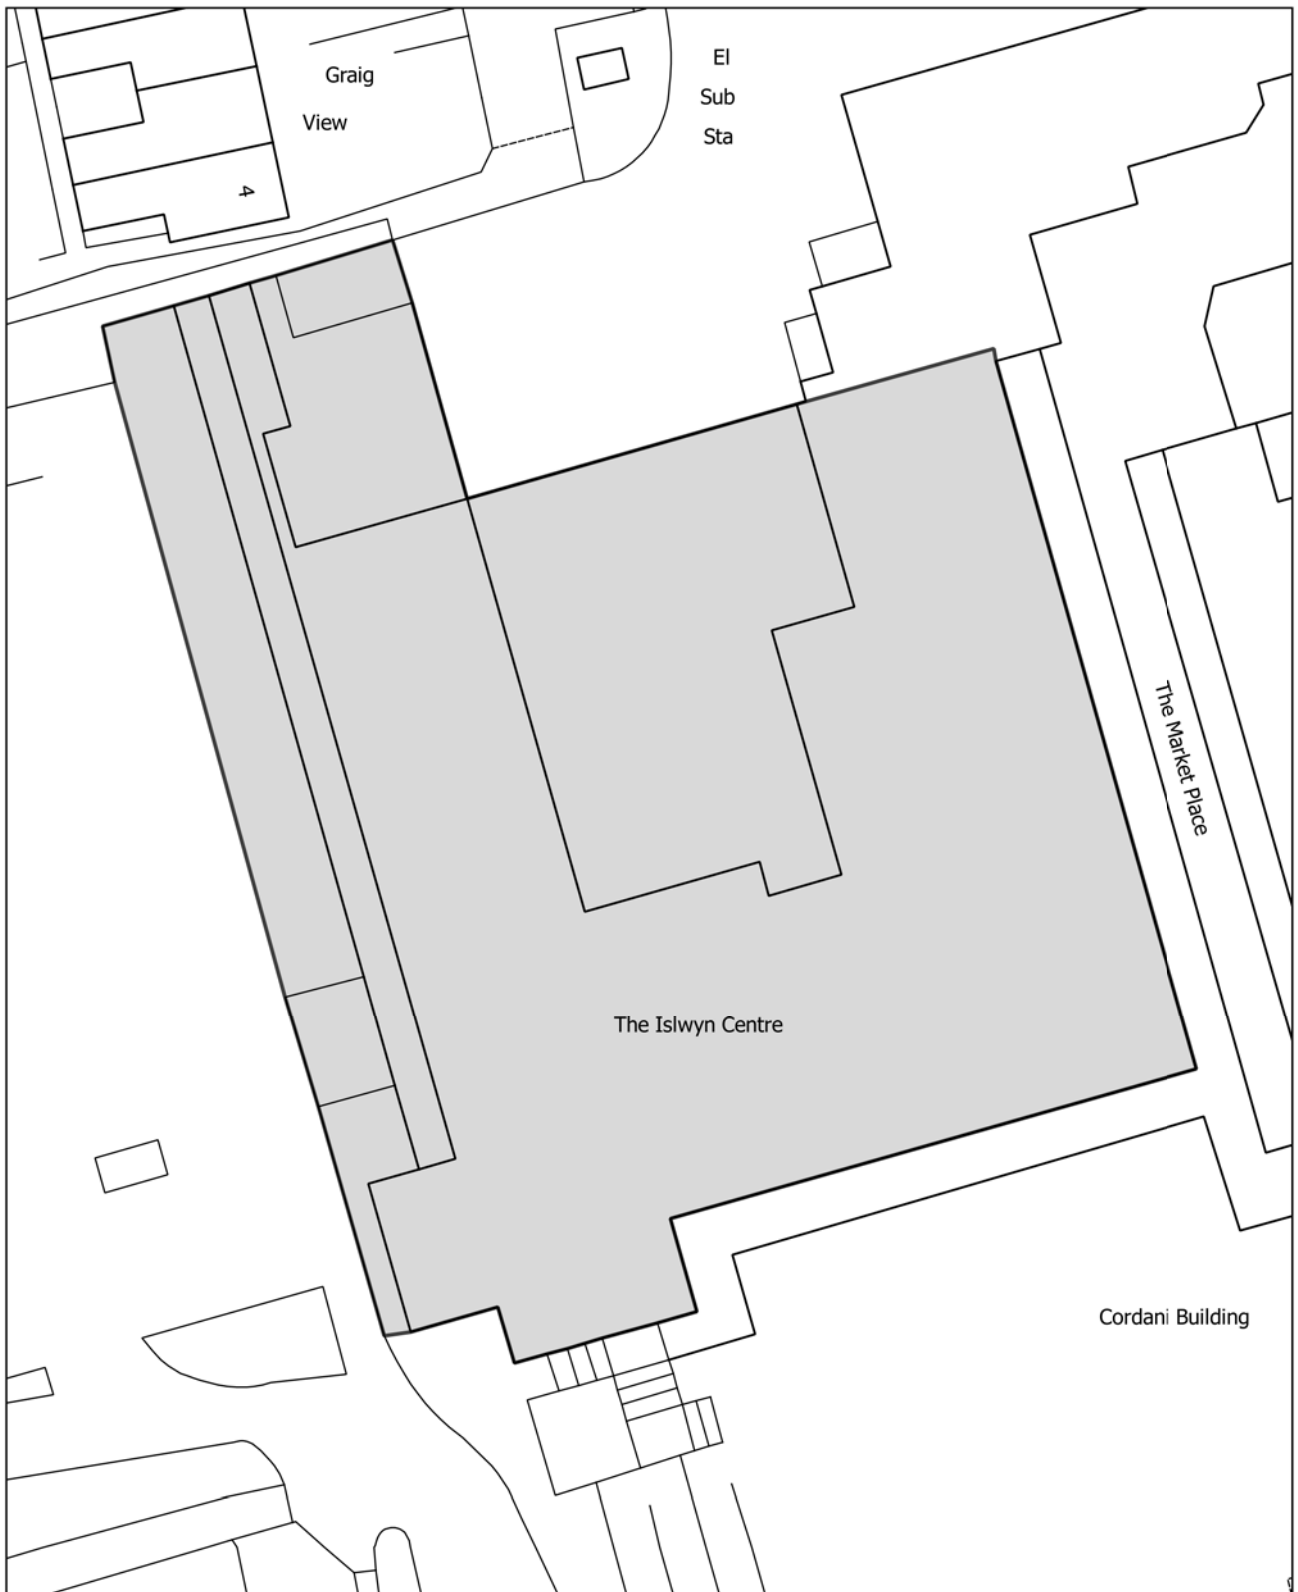 El
Sub
Sta
Graig
View
4
The Market Place
The Islwyn Centre
Cordani Building